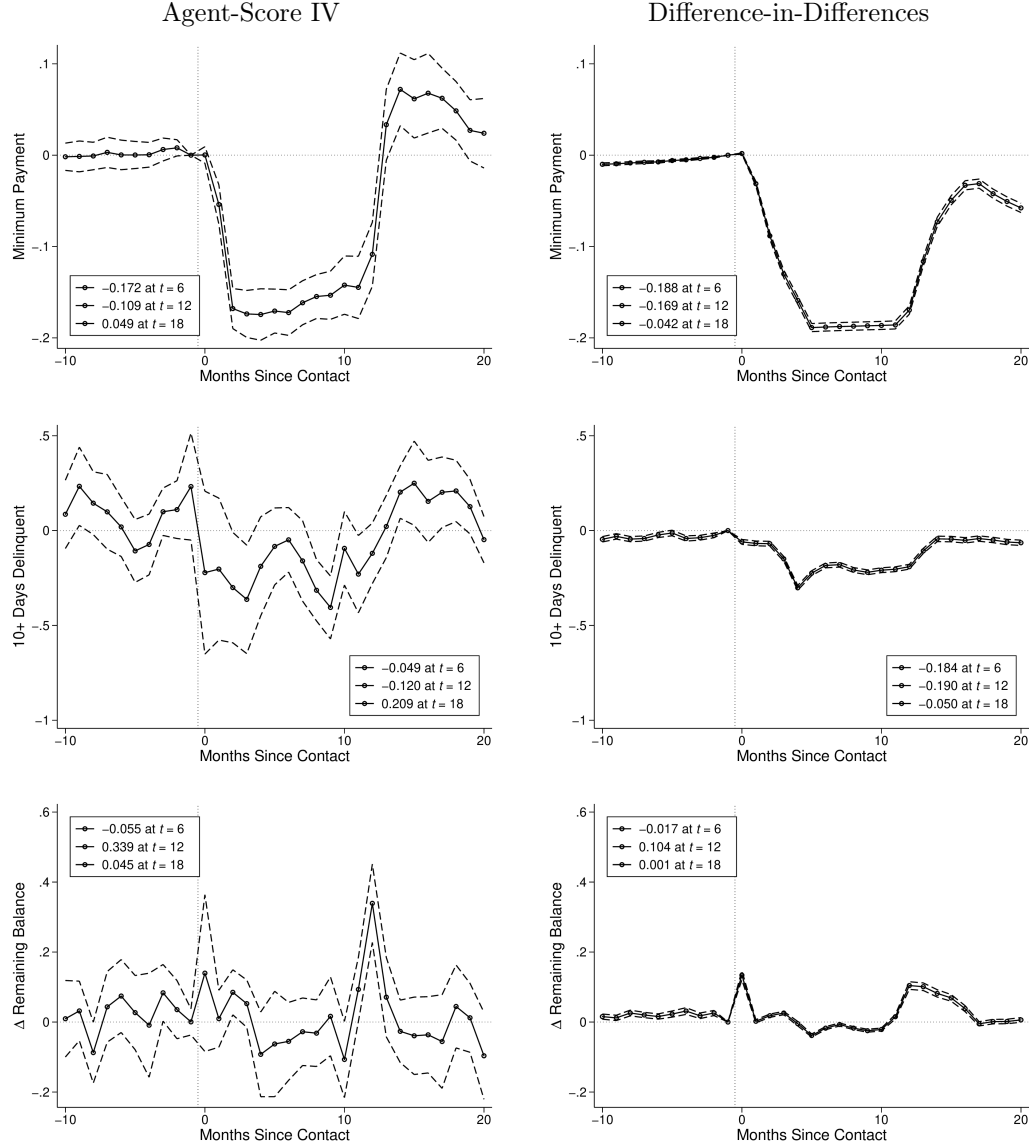 Agent-Score IV
Difference-in-Differences
.1
0
−.1
−.2
Minimum Payment
−0.172 at t = 6
−0.109 at t = 12
0.049 at t = 18
−10 0 10 20
Months Since Contact
.1
0
−.1
−.2
Minimum Payment
−0.188 at t = 6
−0.169 at t = 12
−0.042 at t = 18
−10 0 10 20
Months Since Contact
.5
0
−.5
−1
10+ Days Delinquent
−0.049 at t = 6
−0.120 at t = 12
0.209 at t = 18
−10 0 10 20
Months Since Contact
.5
0
−.5
−1
10+ Days Delinquent
−0.184 at t = 6
−0.190 at t = 12
−0.050 at t = 18
−10 0 10 20
Months Since Contact
.6
.4
.2
0
−.2
Δ Remaining Balance
−0.055 at t = 6
0.339 at t = 12
0.045 at t = 18
−10 0 10 20
Months Since Contact
.6
.4
.2
0
−.2
Δ Remaining Balance
−0.017 at t = 6
0.104 at t = 12
0.001 at t = 18
−10 0 10 20
Months Since Contact